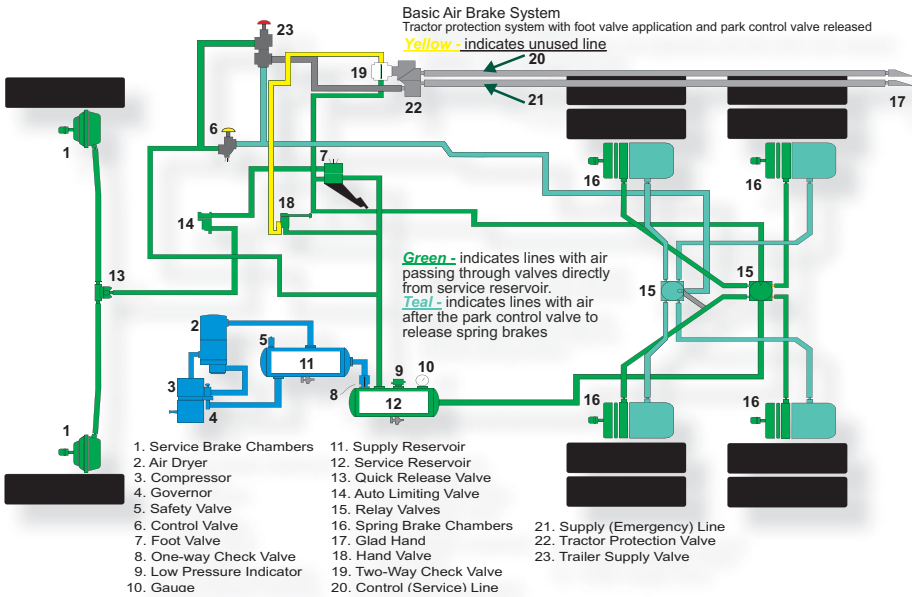 Basic Air Brake System
Tractor protection system with foot valve application and park control valve released
Yellow - indicates unused line
23
20
19
22
21
17
6
1
7
16
16
18
14
Green - indicates lines with air
passing through valves directly
from service reservoir.
Teal - indicates lines with air
after the park control valve to
release spring brakes
13
15
15
2
5
11
9
10
3
4
8
12
16
16
1
1. Service Brake Chambers
2. Air Dryer
3. Compressor
4. Governor
5. Safety Valve
6. Control Valve
7. Foot Valve
8. One-way Check Valve
9. Low Pressure Indicator
10. Gauge
11. Supply Reservoir
12. Service Reservoir
13. Quick Release Valve
14. Auto Limiting Valve
15. Relay Valves
16. Spring Brake Chambers
17. Glad Hand
18. Hand Valve
19. Two-Way Check Valve
20. Control (Service) Line
21. Supply (Emergency) Line
22. Tractor Protection Valve
23. Trailer Supply Valve